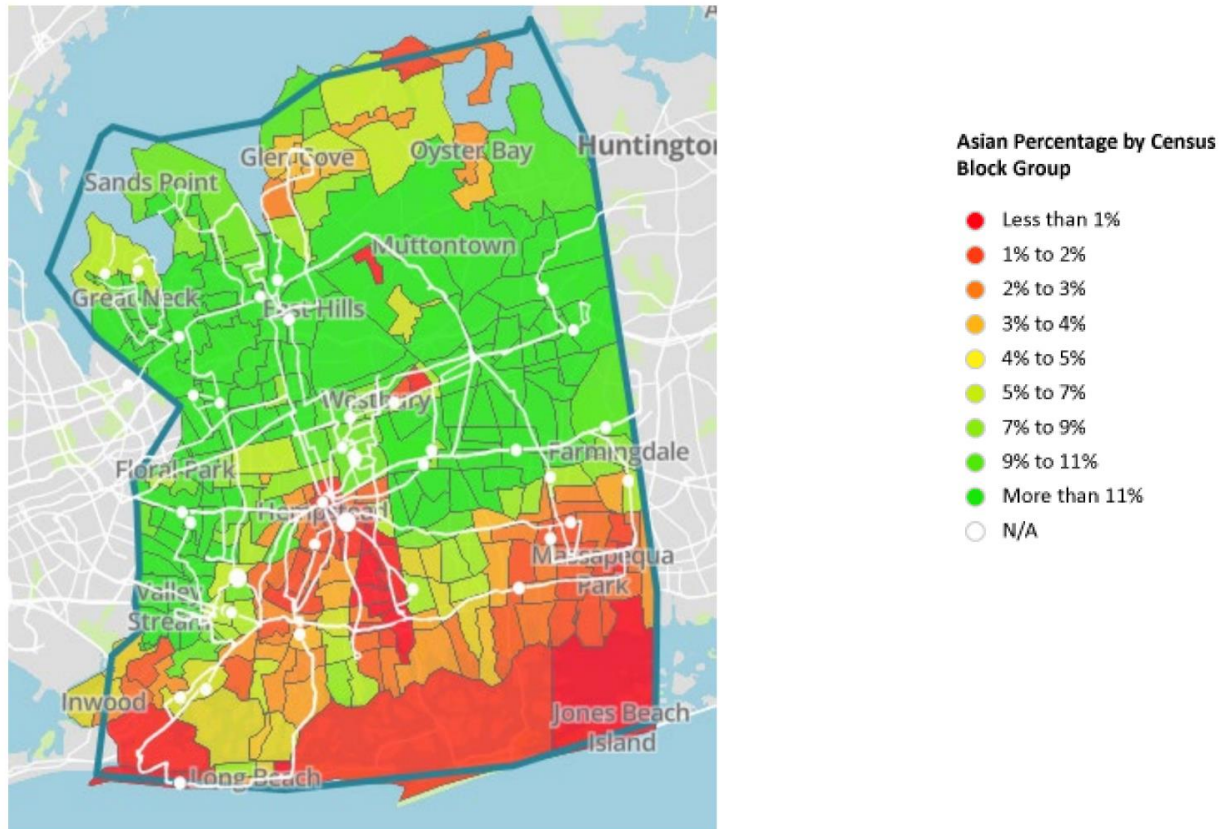 Huntington
Glen Cove
Oyster Bay
Sands Point
Muttontown
Great Neck
East Hills
Westbury
Farmingdale
Floral Park
Hempstead
Massapequa
Park
Valley
Stream
Inwood
Jones Beach
Island
Long Beach
Asian Percentage by Census
Block Group
Less than 1%
1% to 2%
2% to 3%
3% to 4%
4% to 5%
5% to 7%
7% to 9%
9% to 11%
More than 11%
N/A